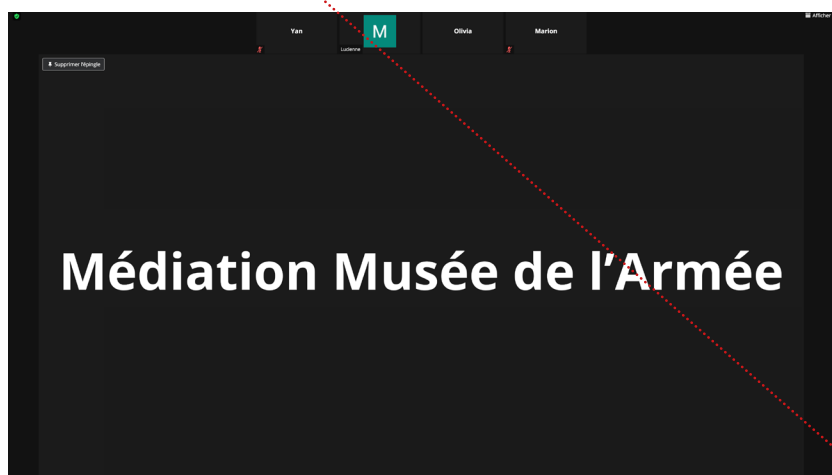 Afficher
Yan
M
Lucienne
Olivia
Marion
Supprimer l'épingle
Médiation Musée de l'Armée